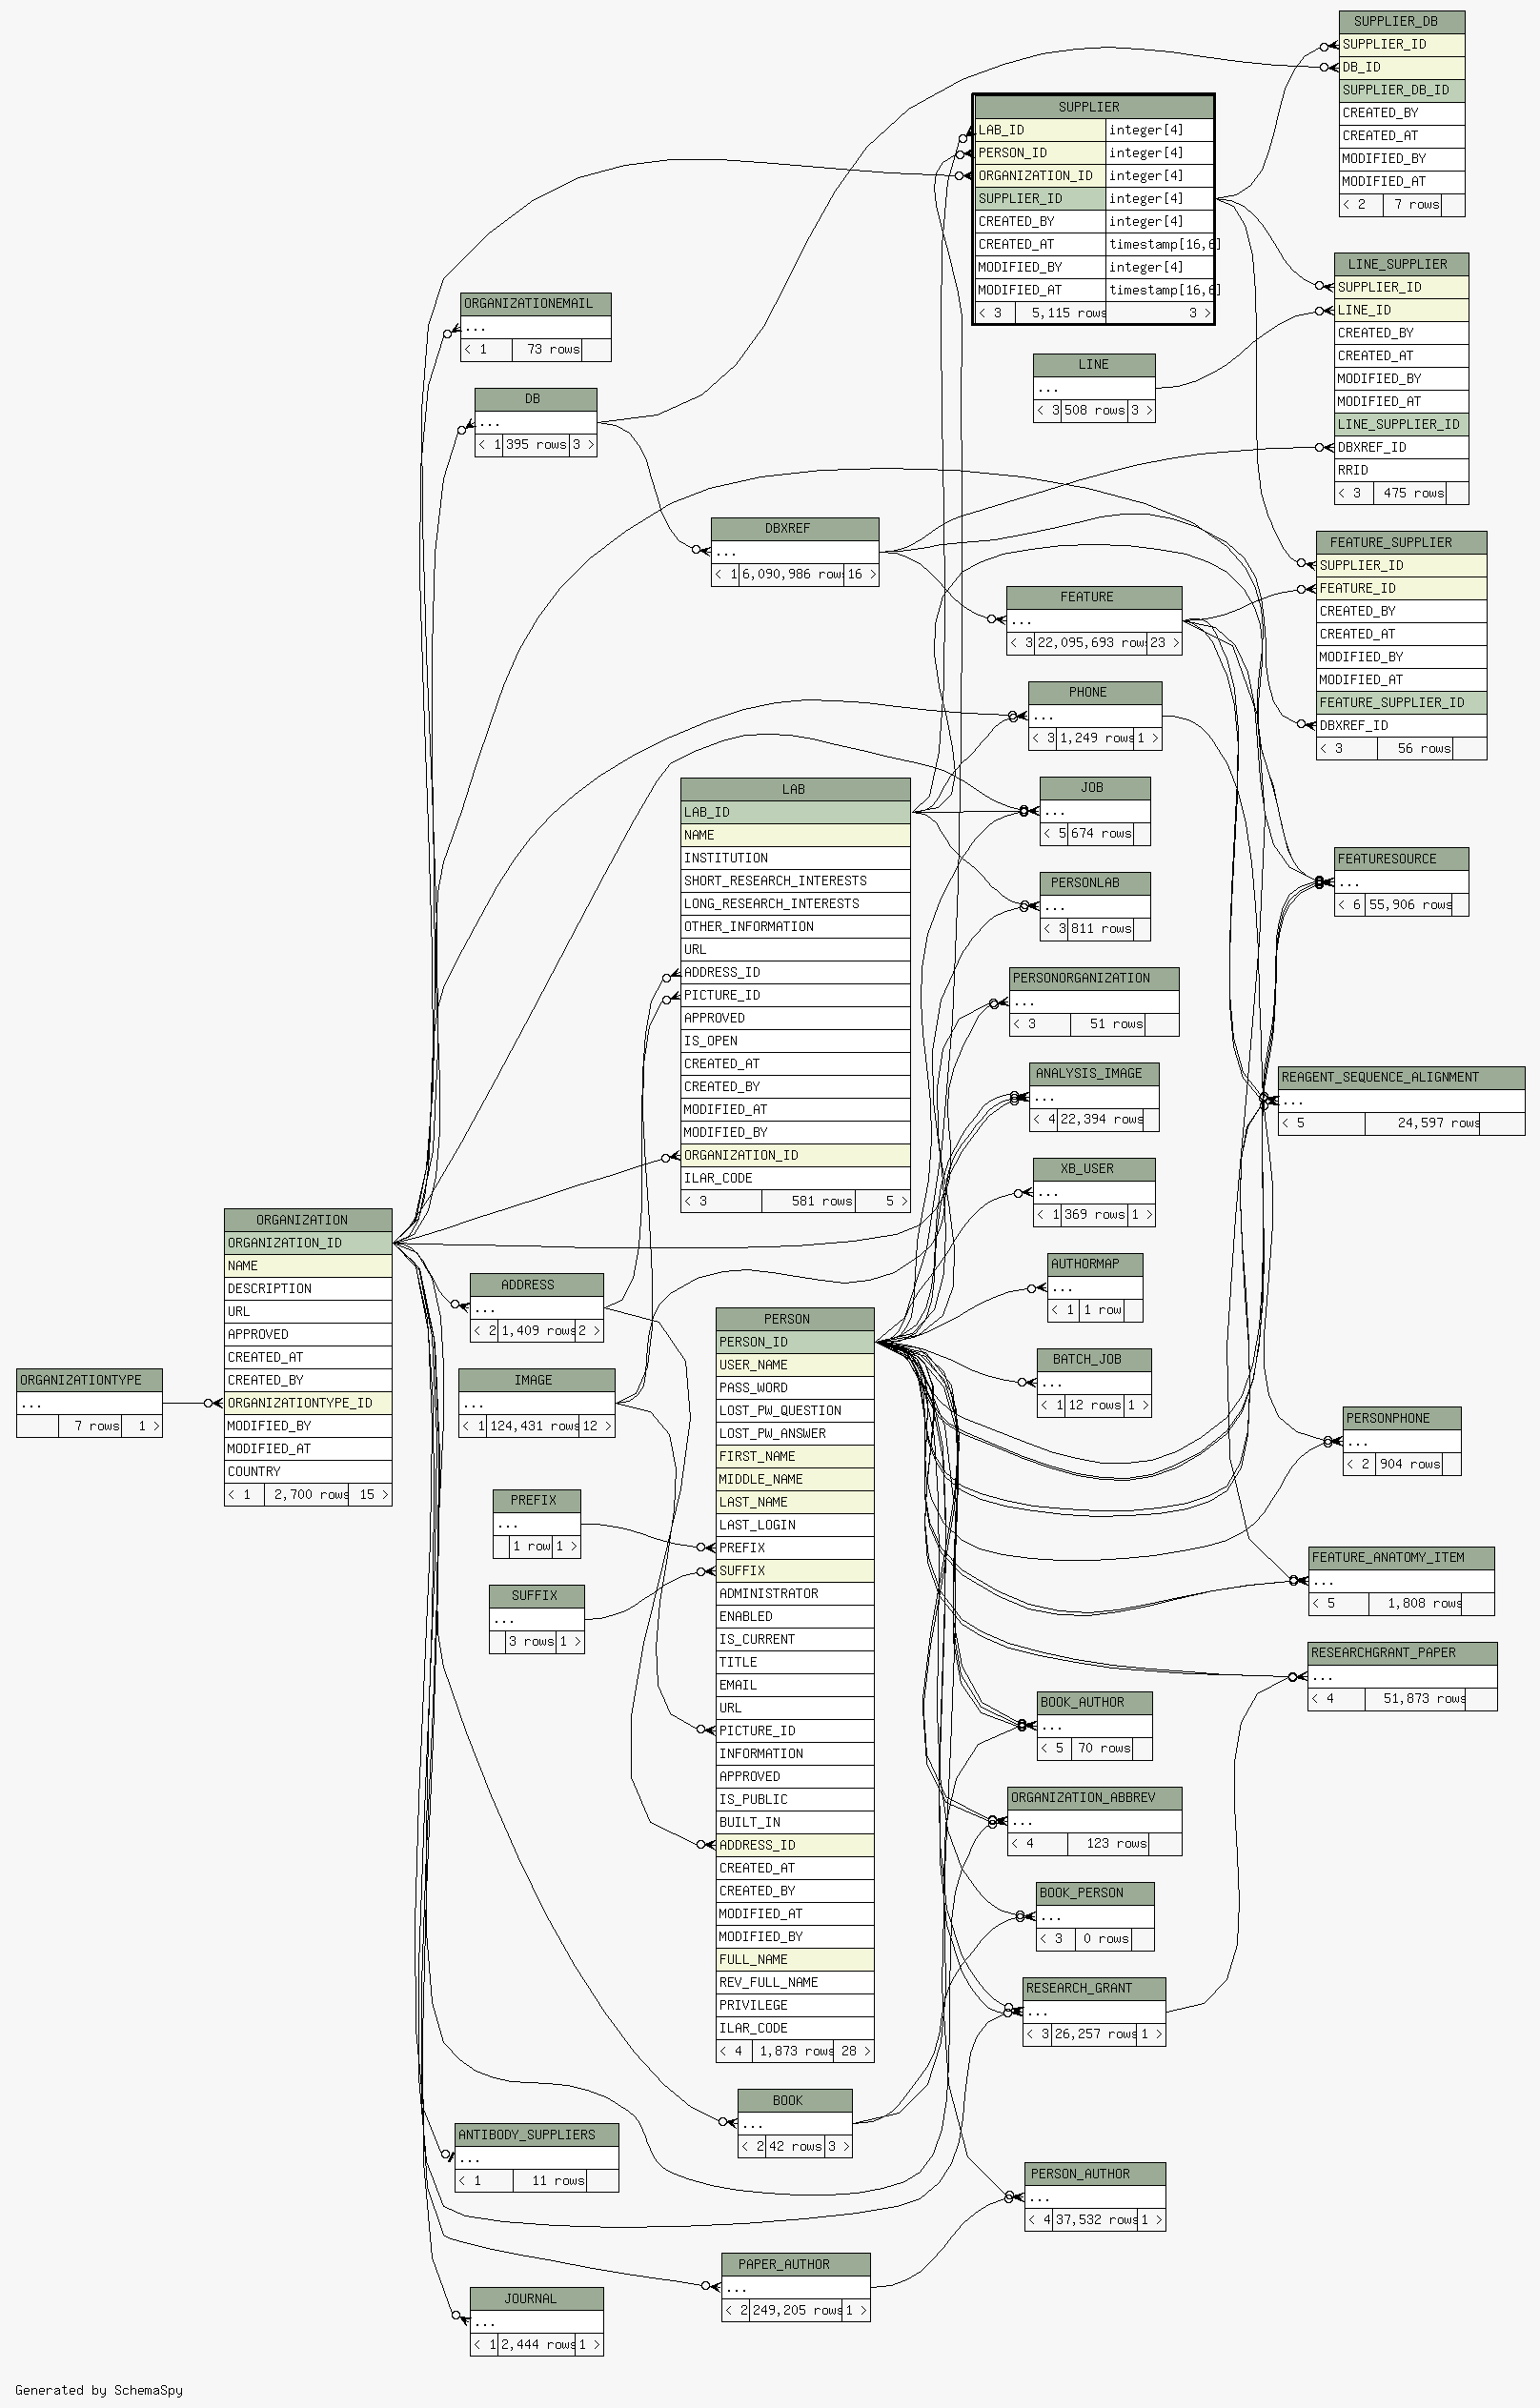 SUPPLIER_DB
SUPPLIER_ID
DB_ID
SUPPLIER_DB_ID
CREATED_BY
CREATED_AT
MODIFIED_BY
MODIFIED_AT
< 2 7 rows
SUPPLIER
LAB_ID integer[4]
PERSON_ID integer[4]
ORGANIZATION_ID integer[4]
SUPPLIER_ID integer[4]
CREATED_BY integer[4]
CREATED_AT timestamp[16,6]
MODIFIED_BY integer[4]
MODIFIED_AT timestamp[16,6]
< 3 5,115 rows 3 >
LINE_SUPPLIER
SUPPLIER_ID
LINE_ID
CREATED_BY
CREATED_AT
MODIFIED_BY
MODIFIED_AT
LINE_SUPPLIER_ID
DBXREF_ID
RRID
< 3 475 rows
ORGANIZATIONEMAIL
...
< 1 73 rows
LINE
...
< 3 508 rows 3 >
DB
...
< 1 395 rows 3 >
DBXREF
...
< 1 6,090,986 rows 16 >
FEATURE_SUPPLIER
SUPPLIER_ID
FEATURE_ID
CREATED_BY
CREATED_AT
MODIFIED_BY
MODIFIED_AT
FEATURE_SUPPLIER_ID
DBXREF_ID
< 3 56 rows
FEATURE
...
< 3 22,095,693 rows 23 >
PHONE
...
< 3 1,249 rows 1 >
LAB
LAB_ID
NAME
INSTITUTION
SHORT_RESEARCH_INTERESTS
LONG_RESEARCH_INTERESTS
OTHER_INFORMATION
URL
ADDRESS_ID
PICTURE_ID
APPROVED
IS_OPEN
CREATED_AT
CREATED_BY
MODIFIED_AT
MODIFIED_BY
ORGANIZATION_ID
ILAR_CODE
< 3 581 rows 5 >
JOB
...
< 5 674 rows
PERSONLAB
...
< 3 811 rows
FEATURESOURCE
...
< 6 55,906 rows
PERSONORGANIZATION
...
< 3 51 rows
ANALYSIS_IMAGE
...
< 4 22,394 rows
REAGENT_SEQUENCE_ALIGNMENT
...
< 5 24,597 rows
XB_USER
...
< 1 369 rows 1 >
ORGANIZATION
ORGANIZATION_ID
NAME
DESCRIPTION
URL
APPROVED
CREATED_AT
CREATED_BY
ORGANIZATIONTYPE_ID
MODIFIED_BY
MODIFIED_AT
COUNTRY
< 1 2,700 rows 15 >
AUTHORMAP
...
< 1 1 row
ADDRESS
...
< 2 1,409 rows 2 >
ORGANIZATIONTYPE
...
7 rows 1 >
IMAGE
...
< 1 124,431 rows 12 >
PERSON
PERSON_ID
USER_NAME
PASS_WORD
LOST_PW_QUESTION
LOST_PW_ANSWER
FIRST_NAME
MIDDLE_NAME
LAST_NAME
LAST_LOGIN
PREFIX
SUFFIX
ADMINISTRATOR
ENABLED
IS_CURRENT
TITLE
EMAIL
URL
PICTURE_ID
INFORMATION
APPROVED
IS_PUBLIC
BUILT_IN
ADDRESS_ID
CREATED_AT
CREATED_BY
MODIFIED_AT
MODIFIED_BY
FULL_NAME
REV_FULL_NAME
PRIVILEGE
ILAR_CODE
< 4 1,873 rows 28 >
BATCH_JOB
...
< 1 12 rows 1 >
PERSONPHONE
...
< 2 904 rows
PREFIX
...
1 row 1 >
SUFFIX
...
3 rows 1 >
FEATURE_ANATOMY_ITEM
...
< 5 1,808 rows
RESEARCHGRANT_PAPER
...
< 4 51,873 rows
BOOK_AUTHOR
...
< 5 70 rows
ORGANIZATION_ABBREV
...
< 4 123 rows
BOOK_PERSON
...
< 3 0 rows
RESEARCH_GRANT
...
< 3 26,257 rows 1 >
BOOK
...
< 2 42 rows 3 >
ANTIBODY_SUPPLIERS
...
< 1 11 rows
PERSON_AUTHOR
...
< 4 37,532 rows 1 >
PAPER_AUTHOR
...
< 2 249,205 rows 1 >
JOURNAL
...
< 1 2,444 rows 1 >
Generated by SchemaSpy